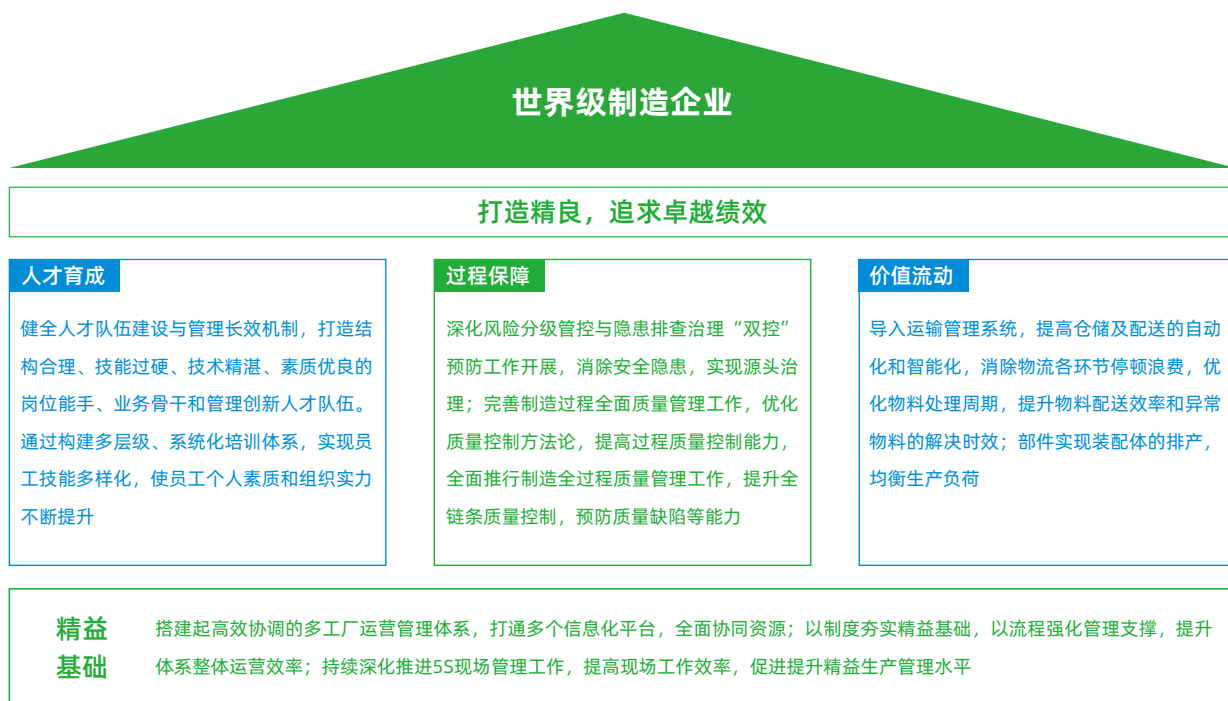 世界级制造企业
打造精良，追求卓越绩效
人才育成
健全人才队伍建设与管理长效机制，打造结
构合理、技能过硬、技术精湛、素质优良的
岗位能手、业务骨干和管理创新人才队伍。
通过构建多层级、系统化培训体系，实现员
工技能多样化，使员工个人素质和组织实力
不断提升
过程保障
深化风险分级管控与隐患排查治理“双控”
预防工作开展，消除安全隐患，实现源头治
理；完善制造过程全面质量管理工作，优化
质量控制方法论，提高过程质量控制能力，
全面推行制造全过程质量管理工作，提升全
链条质量控制，预防质量缺陷等能力
价值流动
导入运输管理系统，提高仓储及配送的自动
化和智能化，消除物流各环节停顿浪费，优
化物料处理周期，提升物料配送效率和异常
物料的解决时效；部件实现装配体的排产，
均衡生产负荷
精益
基础
搭建起高效协调的多工厂运营管理体系，打通多个信息化平台，全面协同资源；以制度夯实精益基础，以流程强化管理支撑，提升
体系整体运营效率；持续深化推进5S现场管理工作，提高现场工作效率，促进提升精益生产管理水平